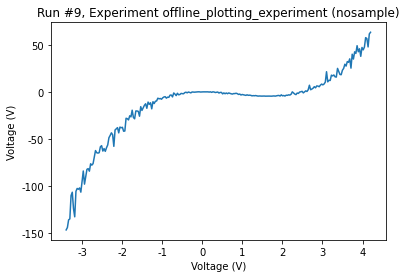 Run #9, Experiment offline_plotting_experiment (nosample)
50
0
-50
-100
-150
Voltage (V)
-3 -2 -1 0 1 2 3 4
Voltage (V)